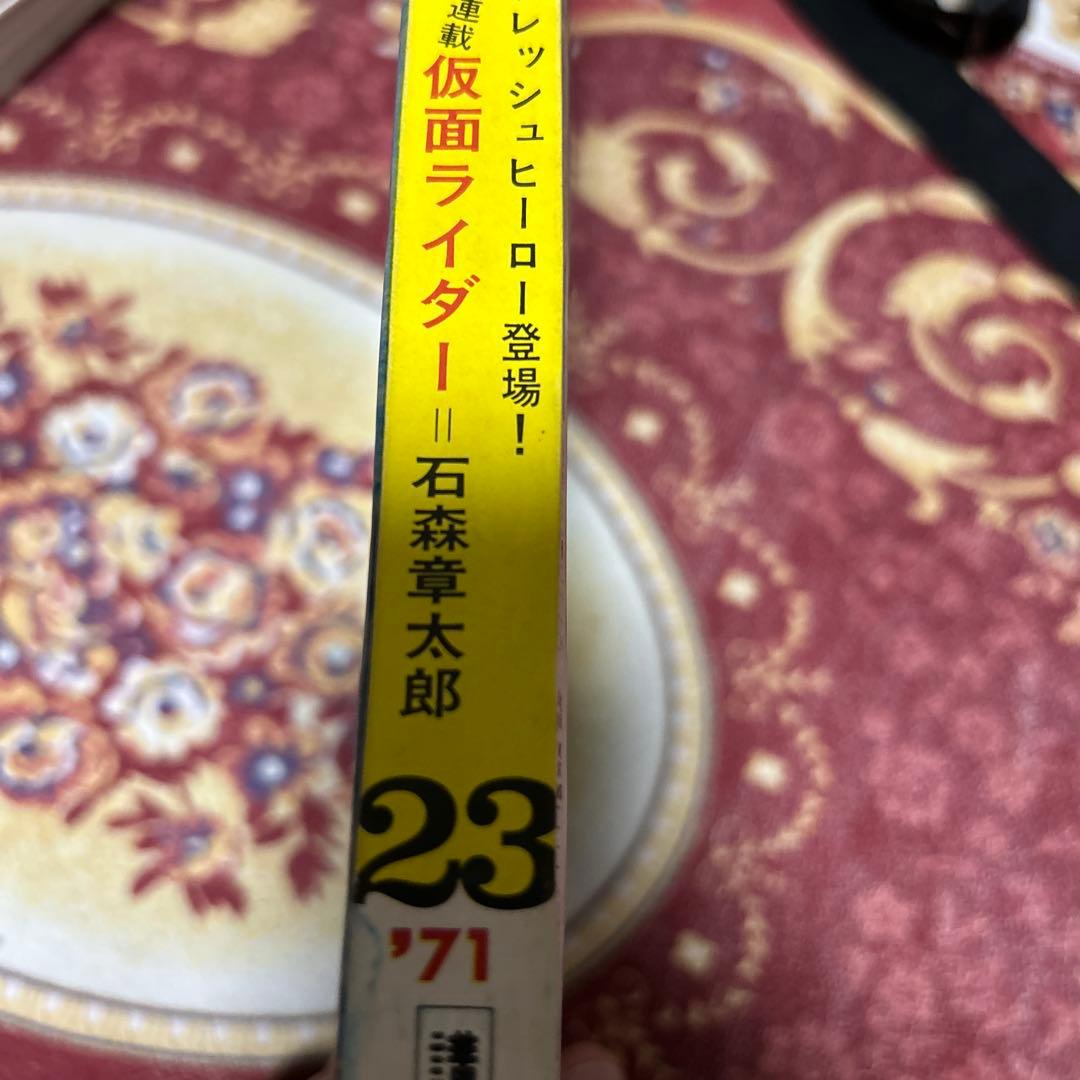 レッシュヒーロー登場！
連載 仮面ライダー＝石森章太郎
23
'71